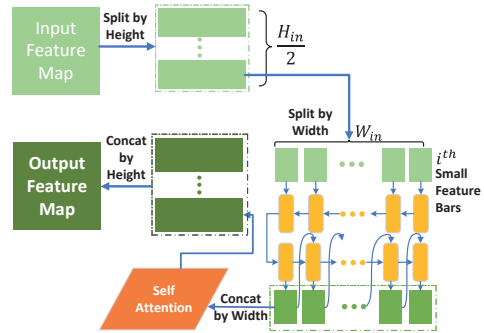 Input
Feature
Map
Split by
Height
H_in
2
Split by
Width
W_in
i^th
Small
Feature
Bars
Output
Feature
Map
Concat
by
Height
Self
Attention
Concat
by Width